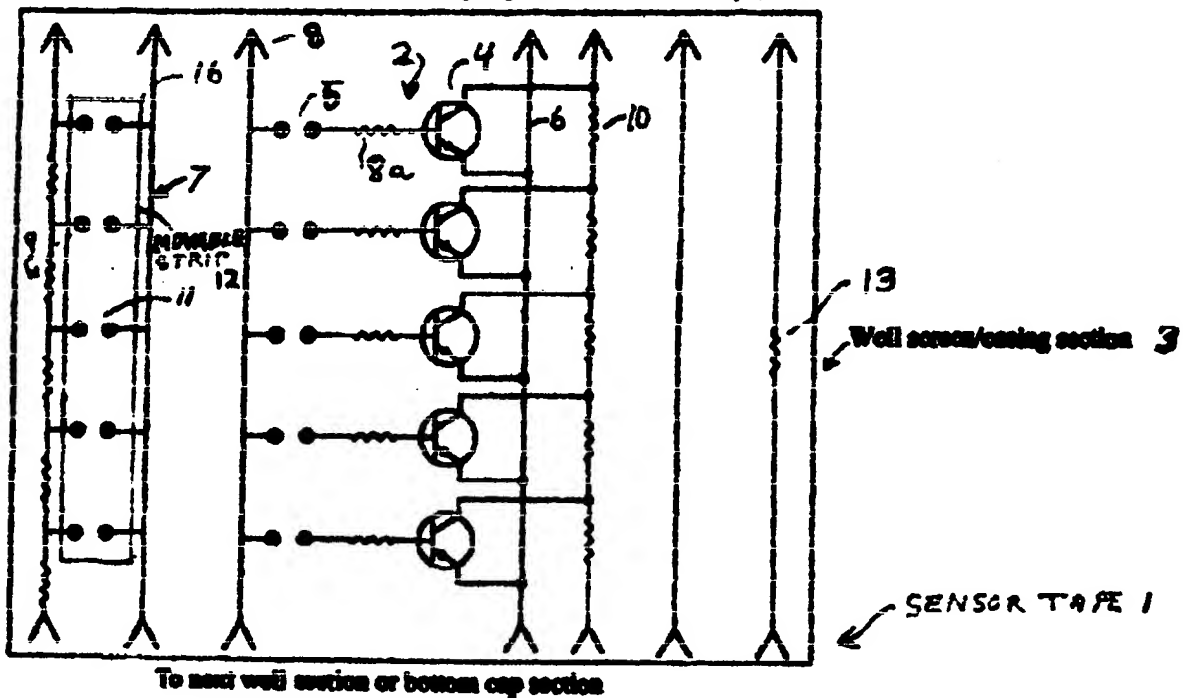 8
16
2
4
5
6
10
8a
7
MOVABLE
STRIP
12
11
13
Well screen/casing section 3
SENSOR TAPE 1
To next well section or bottom cap section